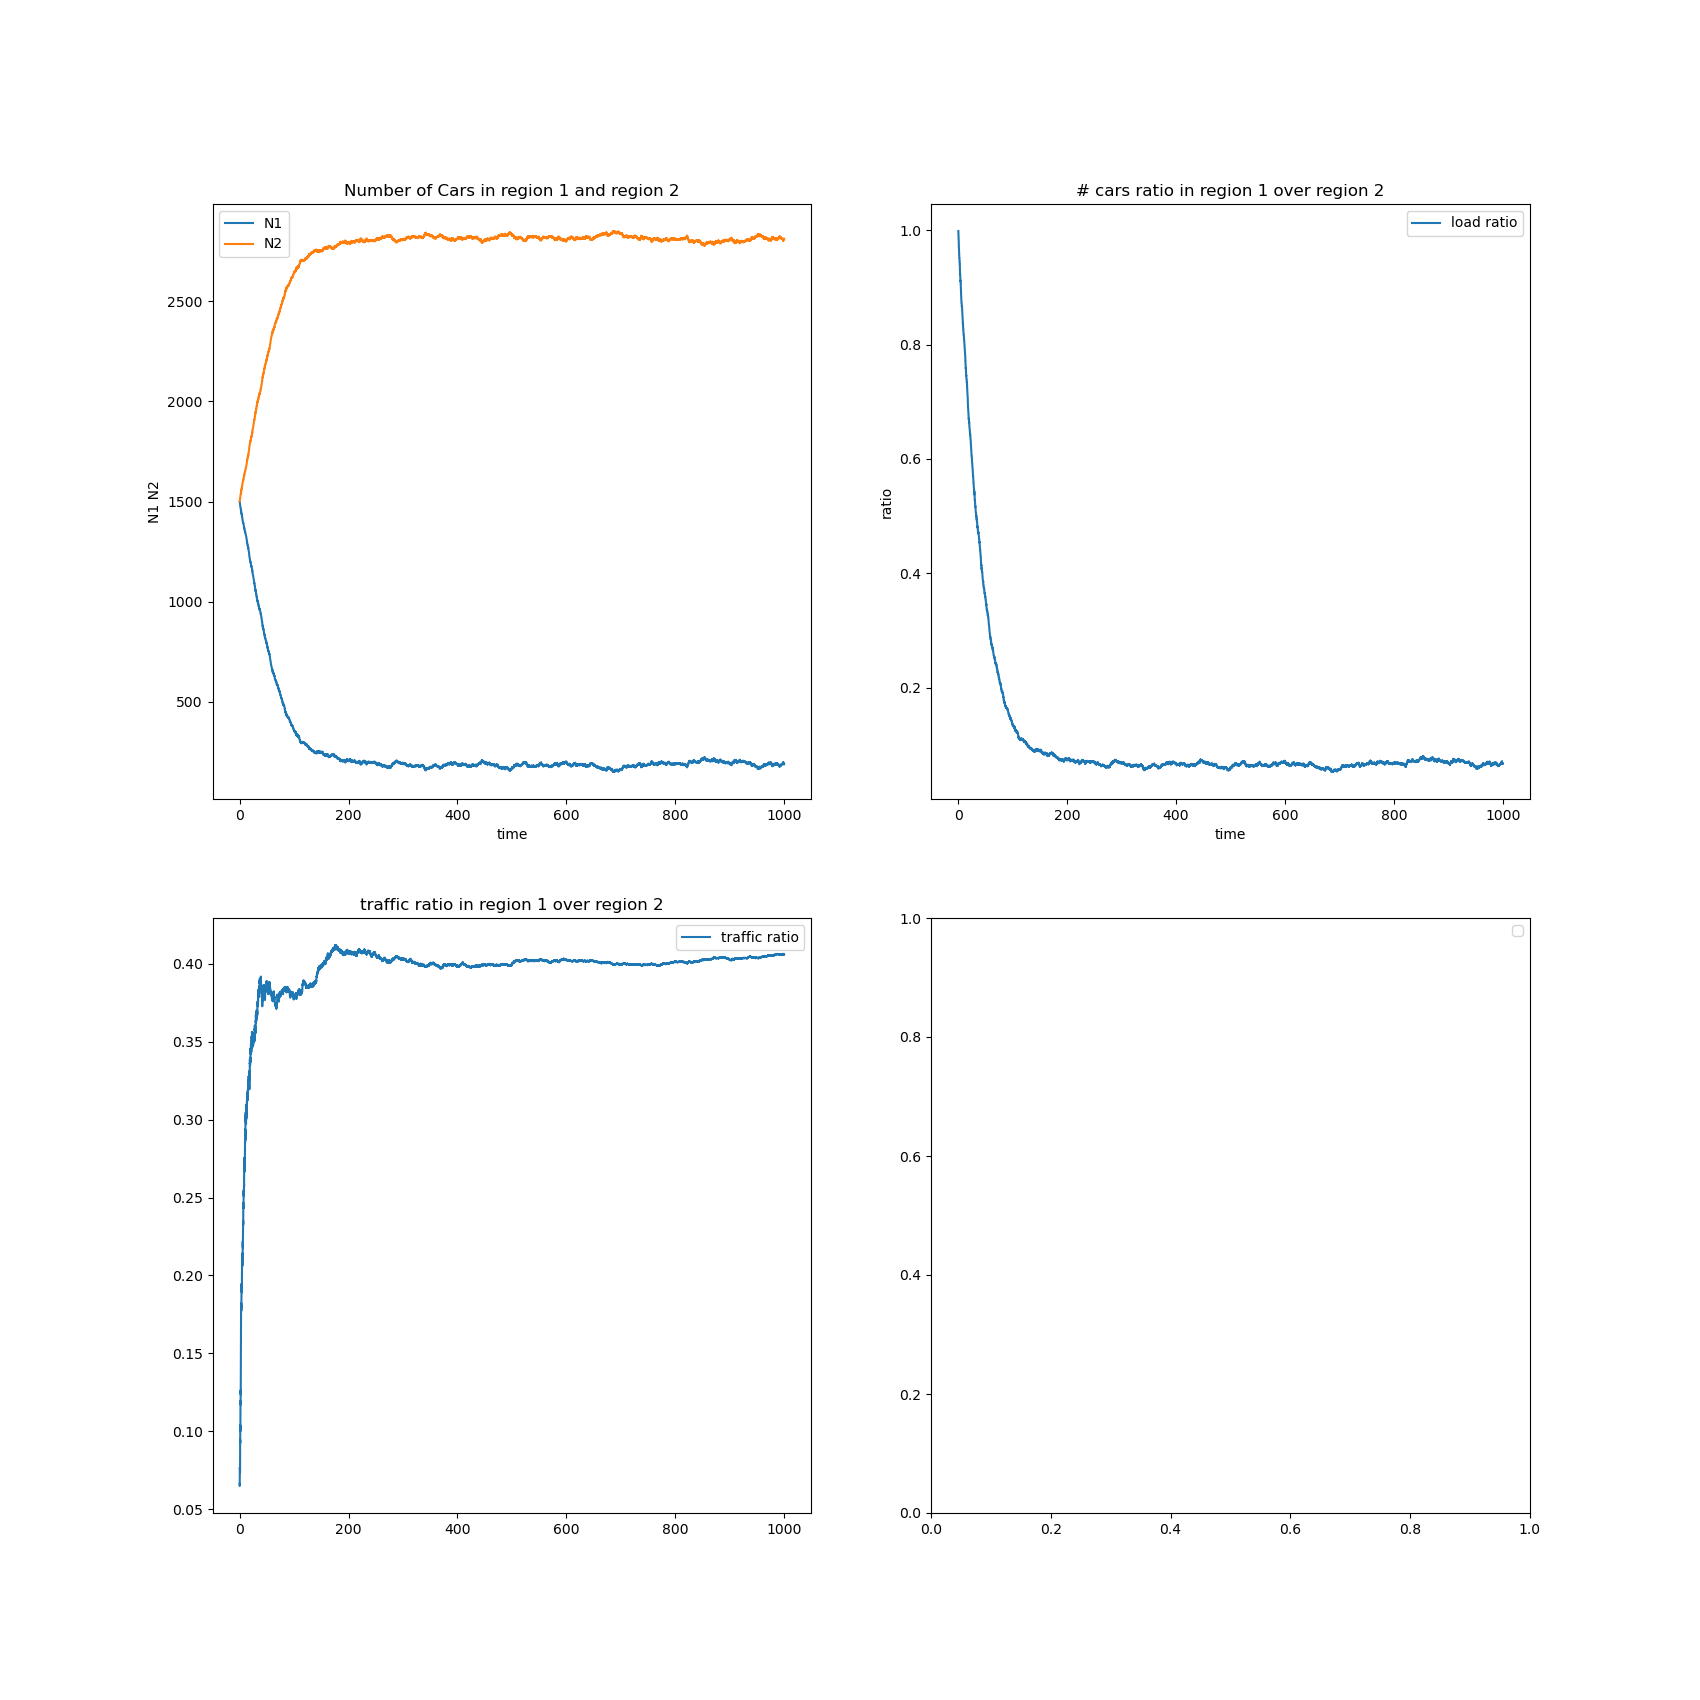 Number of Cars in region 1 and region 2
N1
N2
N1 N2
2500
2000
1500
1000
500
0 200 400 600 800 1000
time
# cars ratio in region 1 over region 2
load ratio
ratio
1.0
0.8
0.6
0.4
0.2
0 200 400 600 800 1000
time
traffic ratio in region 1 over region 2
traffic ratio
0.40
0.35
0.30
0.25
0.20
0.15
0.10
0.05
0 200 400 600 800 1000
1.0
0.8
0.6
0.4
0.2
0.0
0.0 0.2 0.4 0.6 0.8 1.0